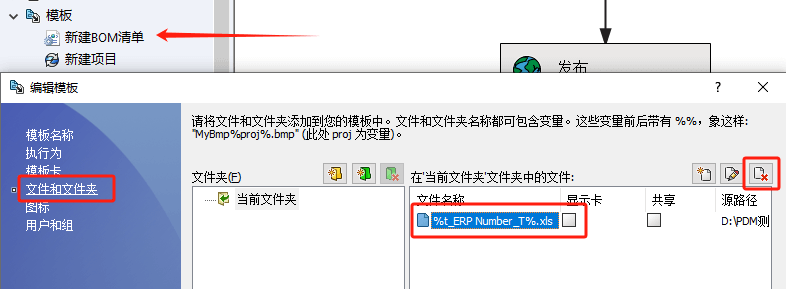 模板
新建BOM清单
新建项目
发布
编辑模板
?
请将文件和文件夹添加到您的模板中。文件和文件夹名称都可包含变量。这些变量前后带有 %%，象这样:
"MyBmp%proj%.bmp" (此处 proj 为变量)。
模板名称
执行为
模板卡
文件和文件夹
图标
用户和组
文件夹(F)
当前文件夹
在'当前文件夹'文件夹中的文件:
文件名称 显示卡 共享 源路径
%t_ERP Number_T%.xls D:\PDM测